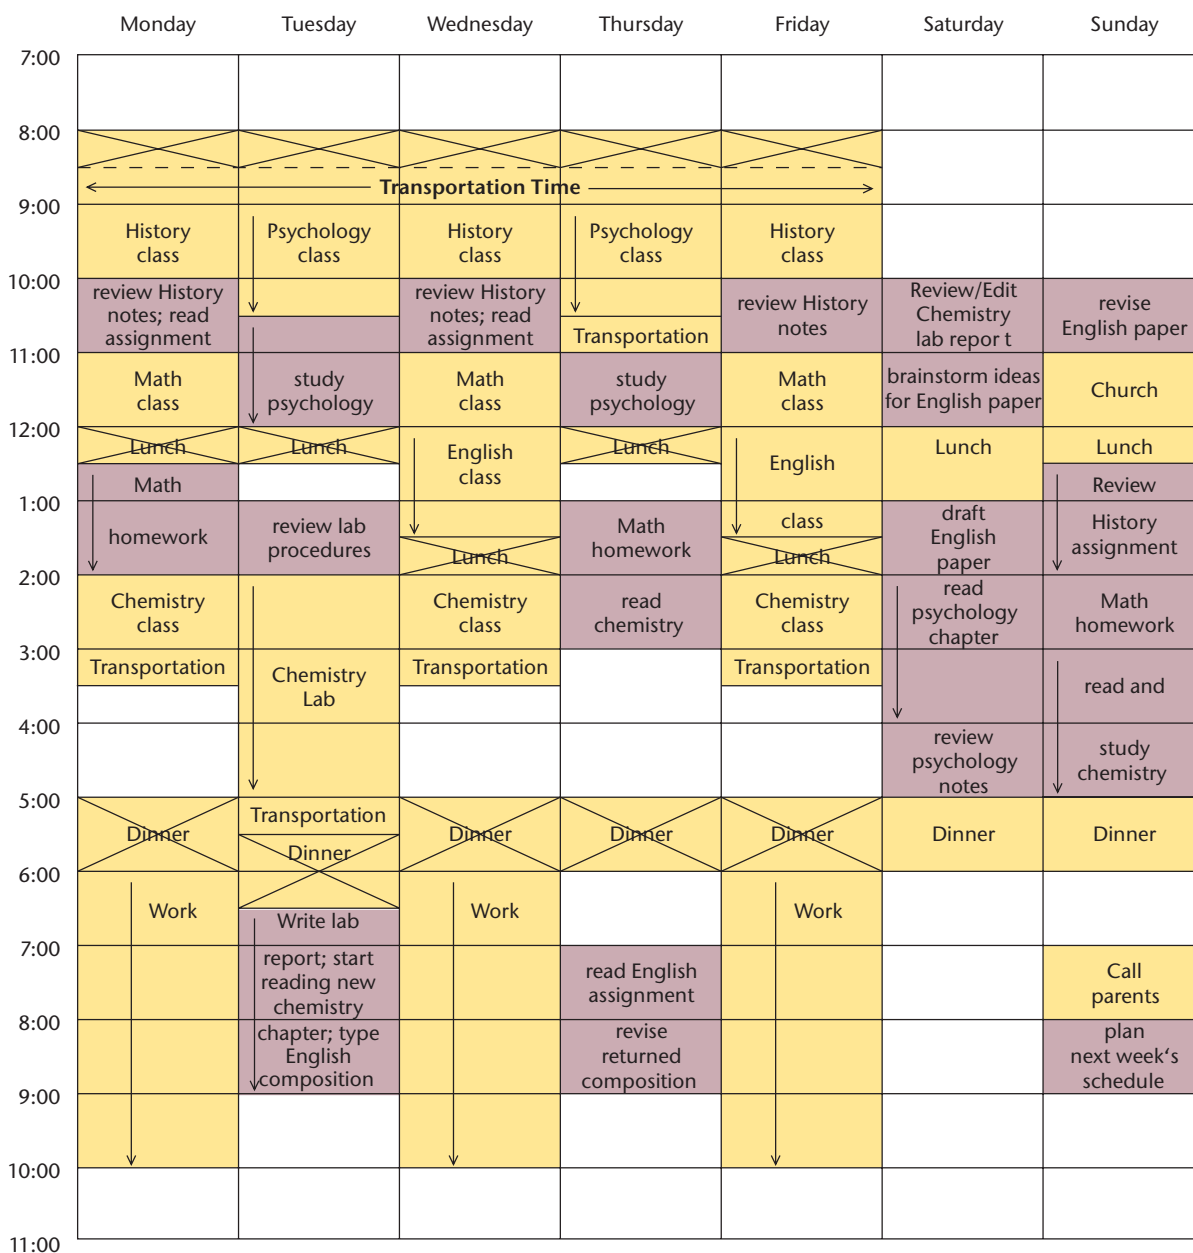 Monday Tuesday Wednesday Thursday Friday Saturday Sunday
7:00
8:00
Transportation Time
9:00
History Psychology History Psychology History
class class class class class
10:00
review History review History review History Review/Edit revise
notes; read notes; read notes Chemistry English paper
assignment assignment lab repor t
Transportation
11:00
Math study Math study Math brainstorm ideas Church
class psychology class psychology class for English paper
12:00
Lunch Lunch English Lunch English Lunch Lunch
class
Math Review
1:00
homework review lab Math class draft History
procedures homework English assignment
paper
Lunch Lunch
2:00
Chemistry Chemistry read Chemistry read Math
class class chemistry class psychology homework
chapter
3:00
Transportation Chemistry Transportation Transportation read and
Lab
4:00
review study
psychology chemistry
notes
5:00
Transportation
Dinner Dinner Dinner Dinner Dinner Dinner
Dinner
6:00
Work Write lab Work Work
7:00
report; start read English Call
reading new assignment parents
chemistry
8:00
chapter; type revise plan
English returned next week‘s
composition composition schedule
9:00
10:00
11:00